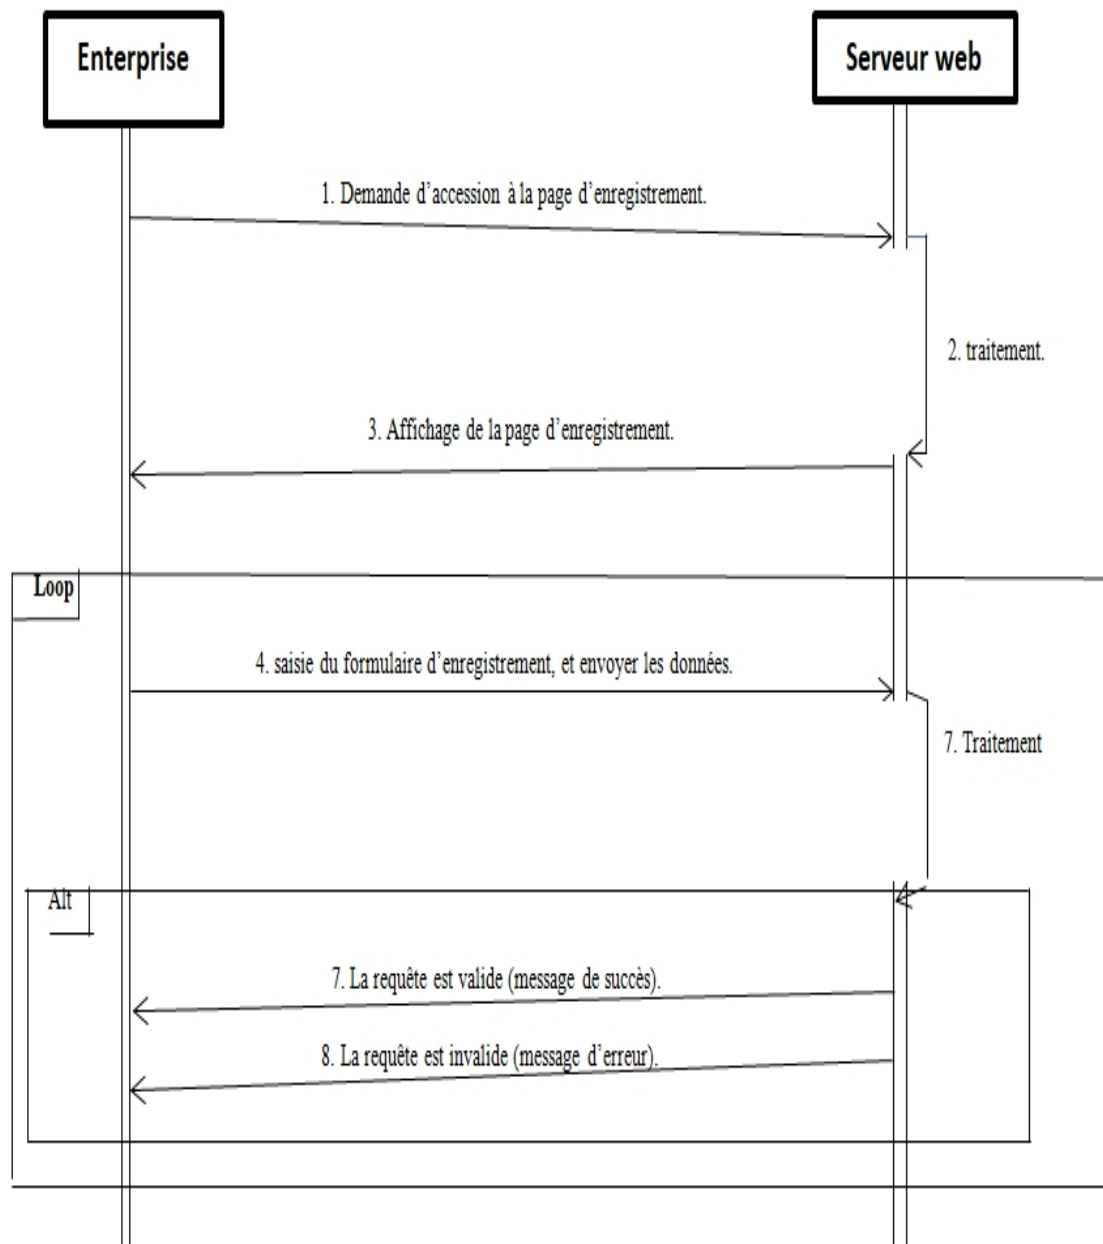 Enterprise
Serveur web
1. Demande d'accession à la page d'enregistrement.
2. traitement.
3. Affichage de la page d'enregistrement.
Loop
4. saisie du formulaire d'enregistrement, et envoyer les données.
7. Traitement
Alt
7. La requête est valide (message de succès).
8. La requête est invalide (message d'erreur).